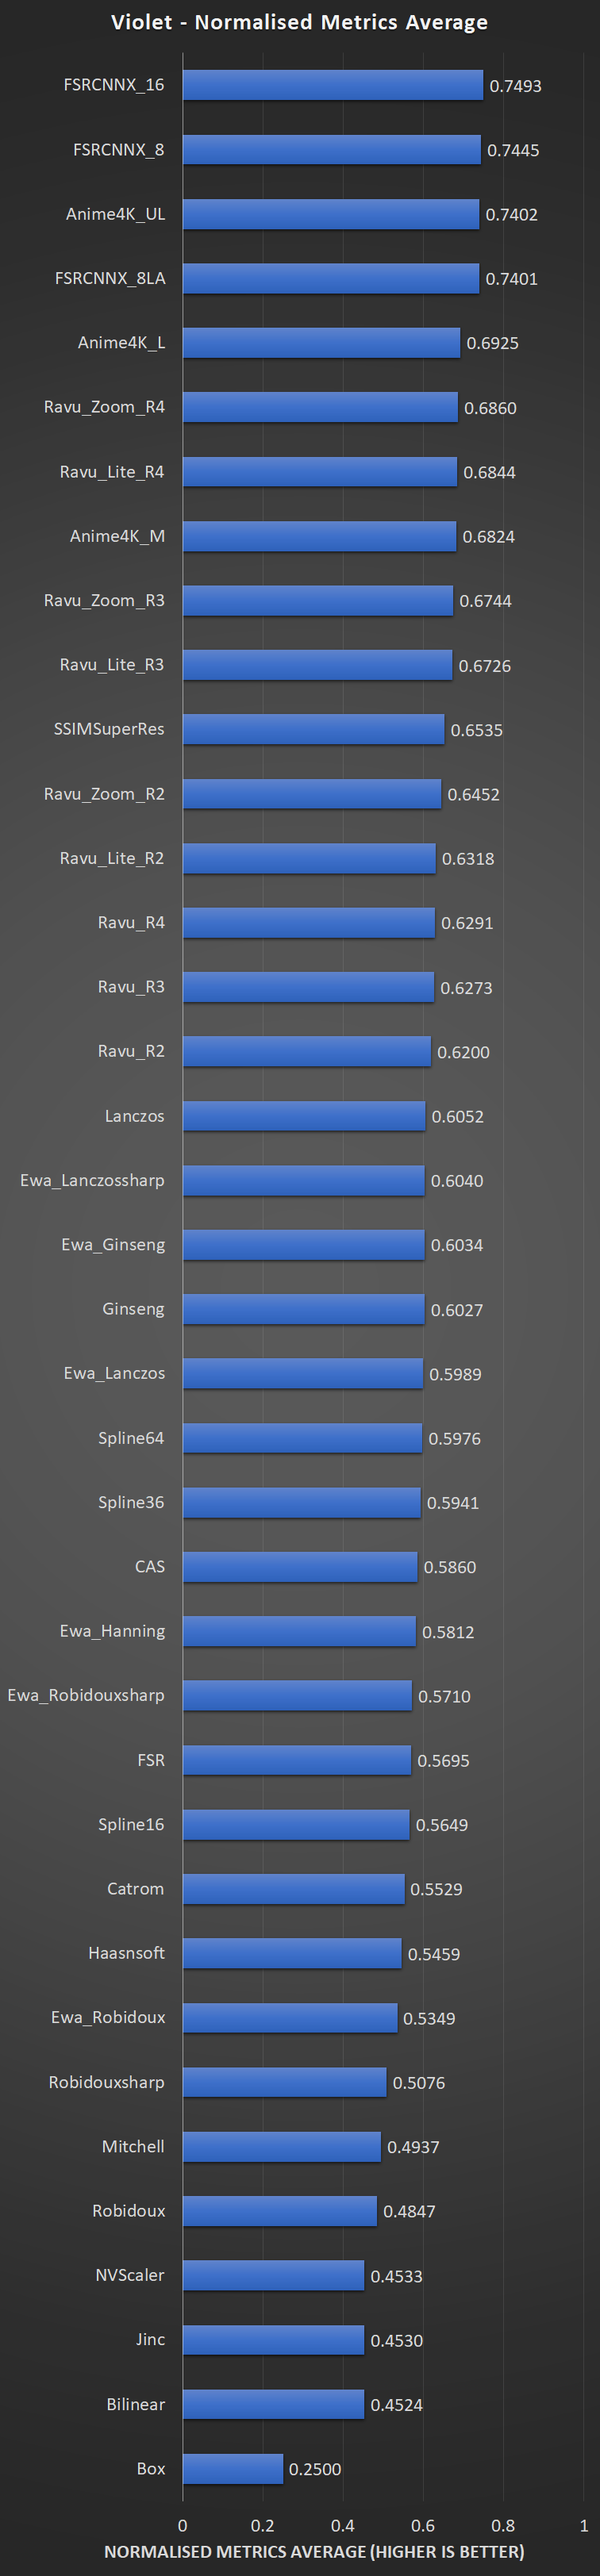 Violet - Normalised Metrics Average
FSRCNNX_16 0.7493
FSRCNNX_8 0.7445
Anime4K_UL 0.7402
FSRCNNX_8LA 0.7401
Anime4K_L 0.6925
Ravu_Zoom_R4 0.6860
Ravu_Lite_R4 0.6844
Anime4K_M 0.6824
Ravu_Zoom_R3 0.6744
Ravu_Lite_R3 0.6726
SSIMSuperRes 0.6535
Ravu_Zoom_R2 0.6452
Ravu_Lite_R2 0.6318
Ravu_R4 0.6291
Ravu_R3 0.6273
Ravu_R2 0.6200
Lanczos 0.6052
Ewa_Lanczossharp 0.6040
Ewa_Ginseng 0.6034
Ginseng 0.6027
Ewa_Lanczos 0.5989
Spline64 0.5976
Spline36 0.5941
CAS 0.5860
Ewa_Hanning 0.5812
Ewa_Robidouxsharp 0.5710
FSR 0.5695
Spline16 0.5649
Catrom 0.5529
Haasnsoft 0.5459
Ewa_Robidoux 0.5349
Robidouxsharp 0.5076
Mitchell 0.4937
Robidoux 0.4847
NVScaler 0.4533
Jinc 0.4530
Bilinear 0.4524
Box 0.2500
0 0.2 0.4 0.6 0.8 1
NORMALISED METRICS AVERAGE (HIGHER IS BETTER)